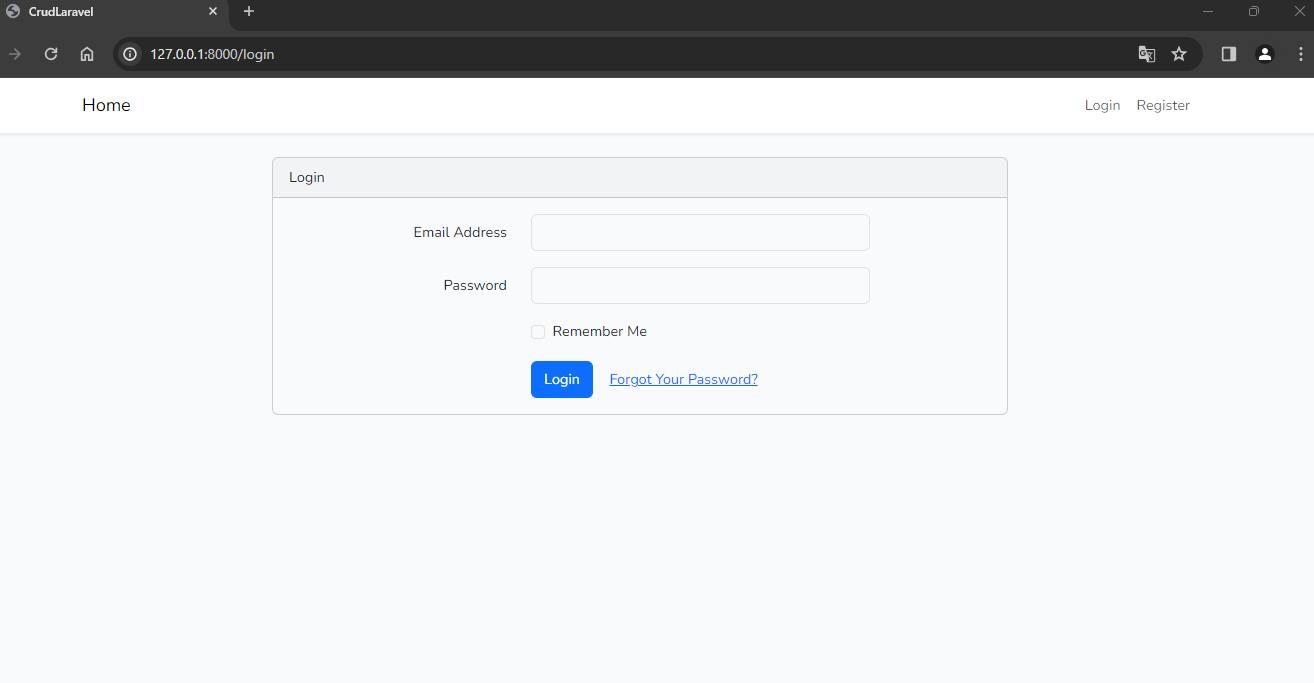 CrudLaravel
127.0.0.1:8000/login
Home
Login
Register
Login
Email Address
Password
Remember Me
Login
Forgot Your Password?